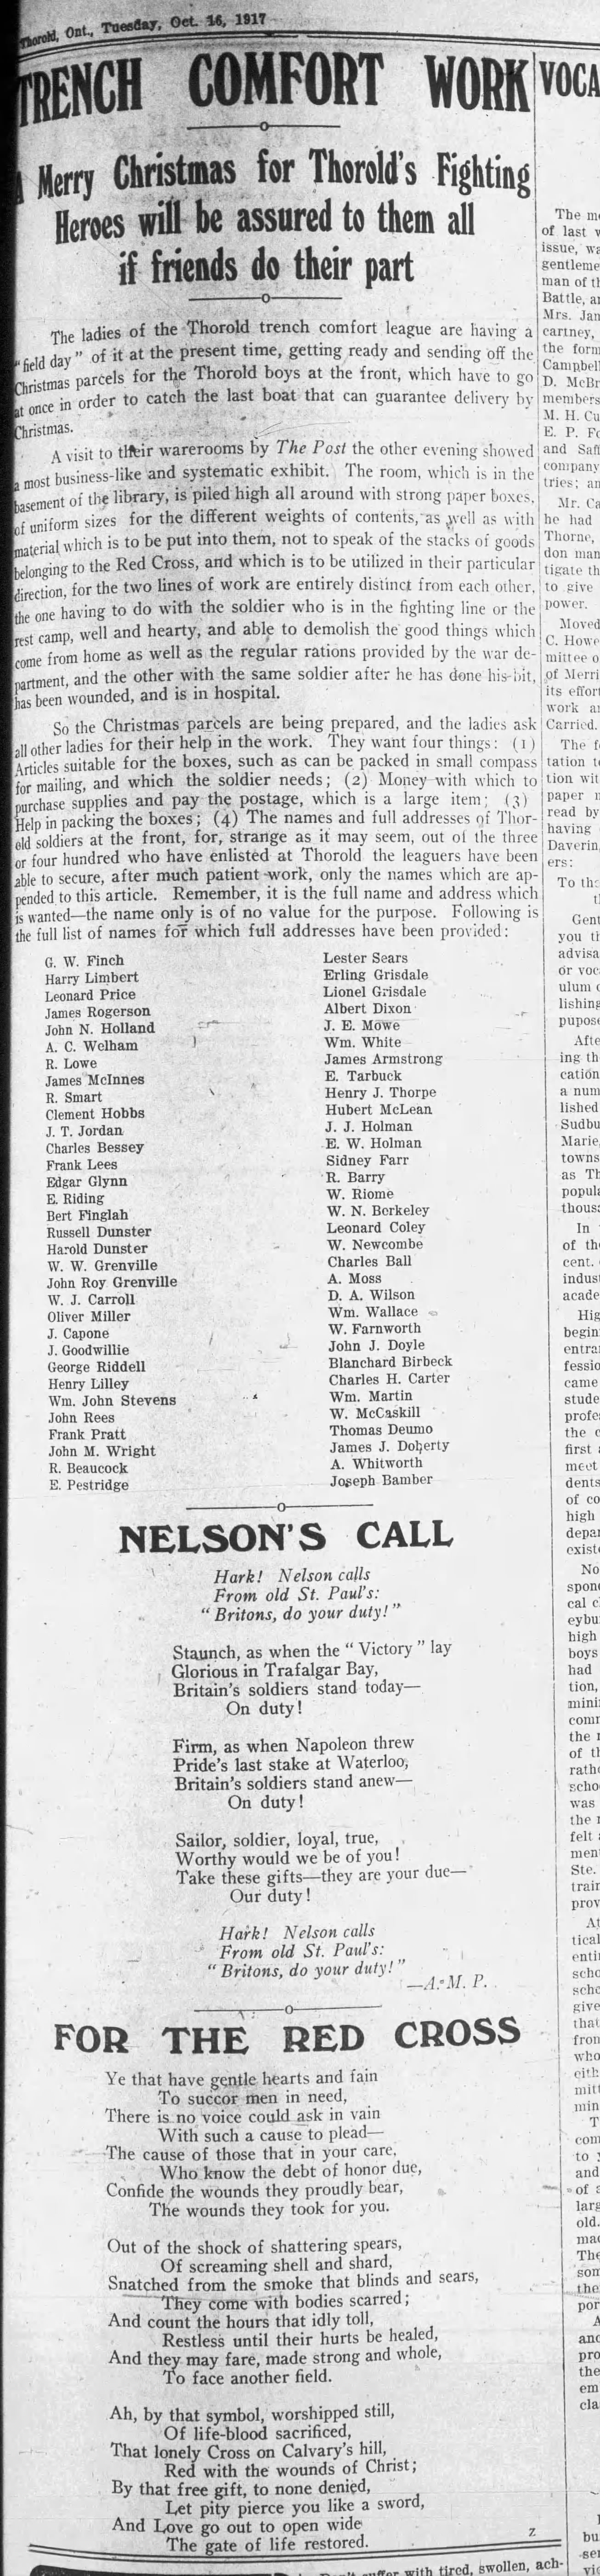 Thorold, Ont., Tuesday, Oct. 16, 1917
TRENCH COMFORT WORK
A Merry Christmas for Thorold's Fighting
Heroes will be assured to them all
if friends do their part
The ladies of the Thorold trench comfort league are having a
"field day" of it at the present time, getting ready and sending off the
Christmas parcels for the Thorold boys at the front, which have to go
at once in order to catch the last boat that can guarantee delivery by
Christmas.
A visit to their warerooms by The Post the other evening showed
a most business-like and systematic exhibit. The room, which is in the
basement of the library, is piled high all around with strong paper boxes,
of uniform sizes for the different weights of contents, as well as with
material which is to be put into them, not to speak of the stacks of goods
belonging to the Red Cross, and which is to be utilized in their particular
direction, for the two lines of work are entirely distinct from each other,
the one having to do with the soldier who is in the fighting line or the
rest camp, well and hearty, and able to demolish the good things which
come from home as well as the regular rations provided by the war de-
partment, and the other with the same soldier after he has done his bit,
has been wounded, and is in hospital.
So the Christmas parcels are being prepared, and the ladies ask
all other ladies for their help in the work. They want four things: (1)
Articles suitable for the boxes, such as can be packed in small compass
for mailing, and which the soldier needs; (2) Money with which to
purchase supplies and pay the postage, which is a large item; (3)
Help in packing the boxes; (4) The names and full addresses of Thor-
old soldiers at the front, for, strange as it may seem, out of the three
or four hundred who have enlisted at Thorold the leaguers have been
able to secure, after much patient work, only the names which are ap-
pended to this article. Remember, it is the full name and address which
is wanted—the name only is of no value for the purpose. Following is
the full list of names for which full addresses have been provided:
G. W. Finch
Harry Limbert
Leonard Price
James Rogerson
John N. Holland
A. C. Welham
R. Lowe
James McInnes
R. Smart
Clement Hobbs
J. T. Jordan
Charles Bessey
Frank Lees
Edgar Glynn
E. Riding
Bert Finglah
Russell Dunster
Harold Dunster
W. W. Grenville
John Roy Grenville
W. J. Carroll
Oliver Miller
J. Capone
J. Goodwillie
George Riddell
Henry Lilley
Wm. John Stevens
John Rees
Frank Pratt
John M. Wright
R. Beaucock
E. Pestridge
Lester Sears
Erling Grisdale
Lionel Grisdale
Albert Dixon
J. E. Mowe
Wm. White
James Armstrong
E. Tarbuck
Henry J. Thorpe
Hubert McLean
J. J. Holman
E. W. Holman
Sidney Farr
R. Barry
W. Riome
W. N. Berkeley
Leonard Coley
W. Newcombe
Charles Ball
A. Moss
D. A. Wilson
Wm. Wallace
W. Farnworth
John J. Doyle
Blanchard Birbeck
Charles H. Carter
Wm. Martin
W. McCaskill
Thomas Deumo
James J. Doherty
A. Whitworth
Joseph Bamber
NELSON'S CALL
Hark! Nelson calls
From old St. Paul's:
"Britons, do your duty!"
Staunch, as when the "Victory" lay
Glorious in Trafalgar Bay,
Britain's soldiers stand today—
On duty!
Firm, as when Napoleon threw
Pride's last stake at Waterloo,
Britain's soldiers stand anew—
On duty!
Sailor, soldier, loyal, true,
Worthy would we be of you!
Take these gifts—they are your due—
Our duty!
Hark! Nelson calls
From old St. Paul's:
"Britons, do your duty!"
—A. M. P.
FOR THE RED CROSS
Ye that have gentle hearts and fain
To succor men in need,
There is no voice could ask in vain
With such a cause to plead—
The cause of those that in your care,
Who know the debt of honor due,
Confide the wounds they proudly bear,
The wounds they took for you.
Out of the shock of shattering spears,
Of screaming shell and shard,
Snatched from the smoke that blinds and sears,
They come with bodies scarred;
And count the hours that idly toll,
Restless until their hurts be healed,
And they may fare, made strong and whole,
To face another field.
Ah, by that symbol, worshipped still,
Of life-blood sacrificed,
That lonely Cross on Calvary's hill,
Red with the wounds of Christ;
By that free gift, to none denied,
Let pity pierce you like a sword,
And Love go out to open wide
The gate of life restored.
z
with tired, swollen, ach-